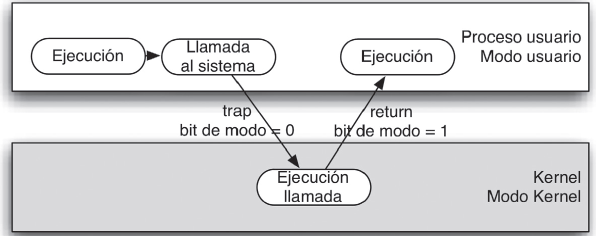 Proceso usuario
Modo usuario
Ejecución
Llamada
al sistema
Ejecución
trap
bit de modo = 0
return
bit de modo = 1
Ejecución
llamada
Kernel
Modo Kernel